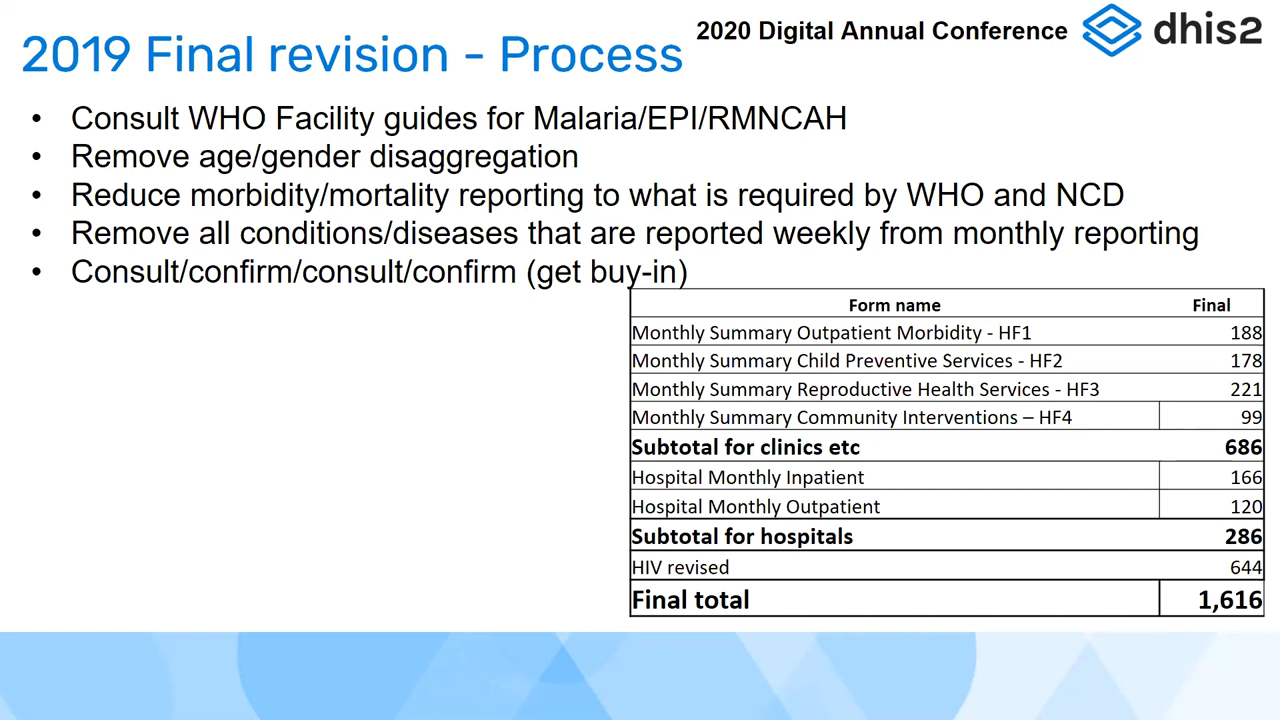 2020 Digital Annual Conference
dhis2
2019 Final revision - Process
• Consult WHO Facility guides for Malaria/EPI/RMNCAH
• Remove age/gender disaggregation
• Reduce morbidity/mortality reporting to what is required by WHO and NCD
• Remove all conditions/diseases that are reported weekly from monthly reporting
• Consult/confirm/consult/confirm (get buy-in)
Form name Final
Monthly Summary Outpatient Morbidity - HF1 188
Monthly Summary Child Preventive Services - HF2 178
Monthly Summary Reproductive Health Services - HF3 221
Monthly Summary Community Interventions – HF4 99
Subtotal for clinics etc 686
Hospital Monthly Inpatient 166
Hospital Monthly Outpatient 120
Subtotal for hospitals 286
HIV revised 644
Final total 1,616